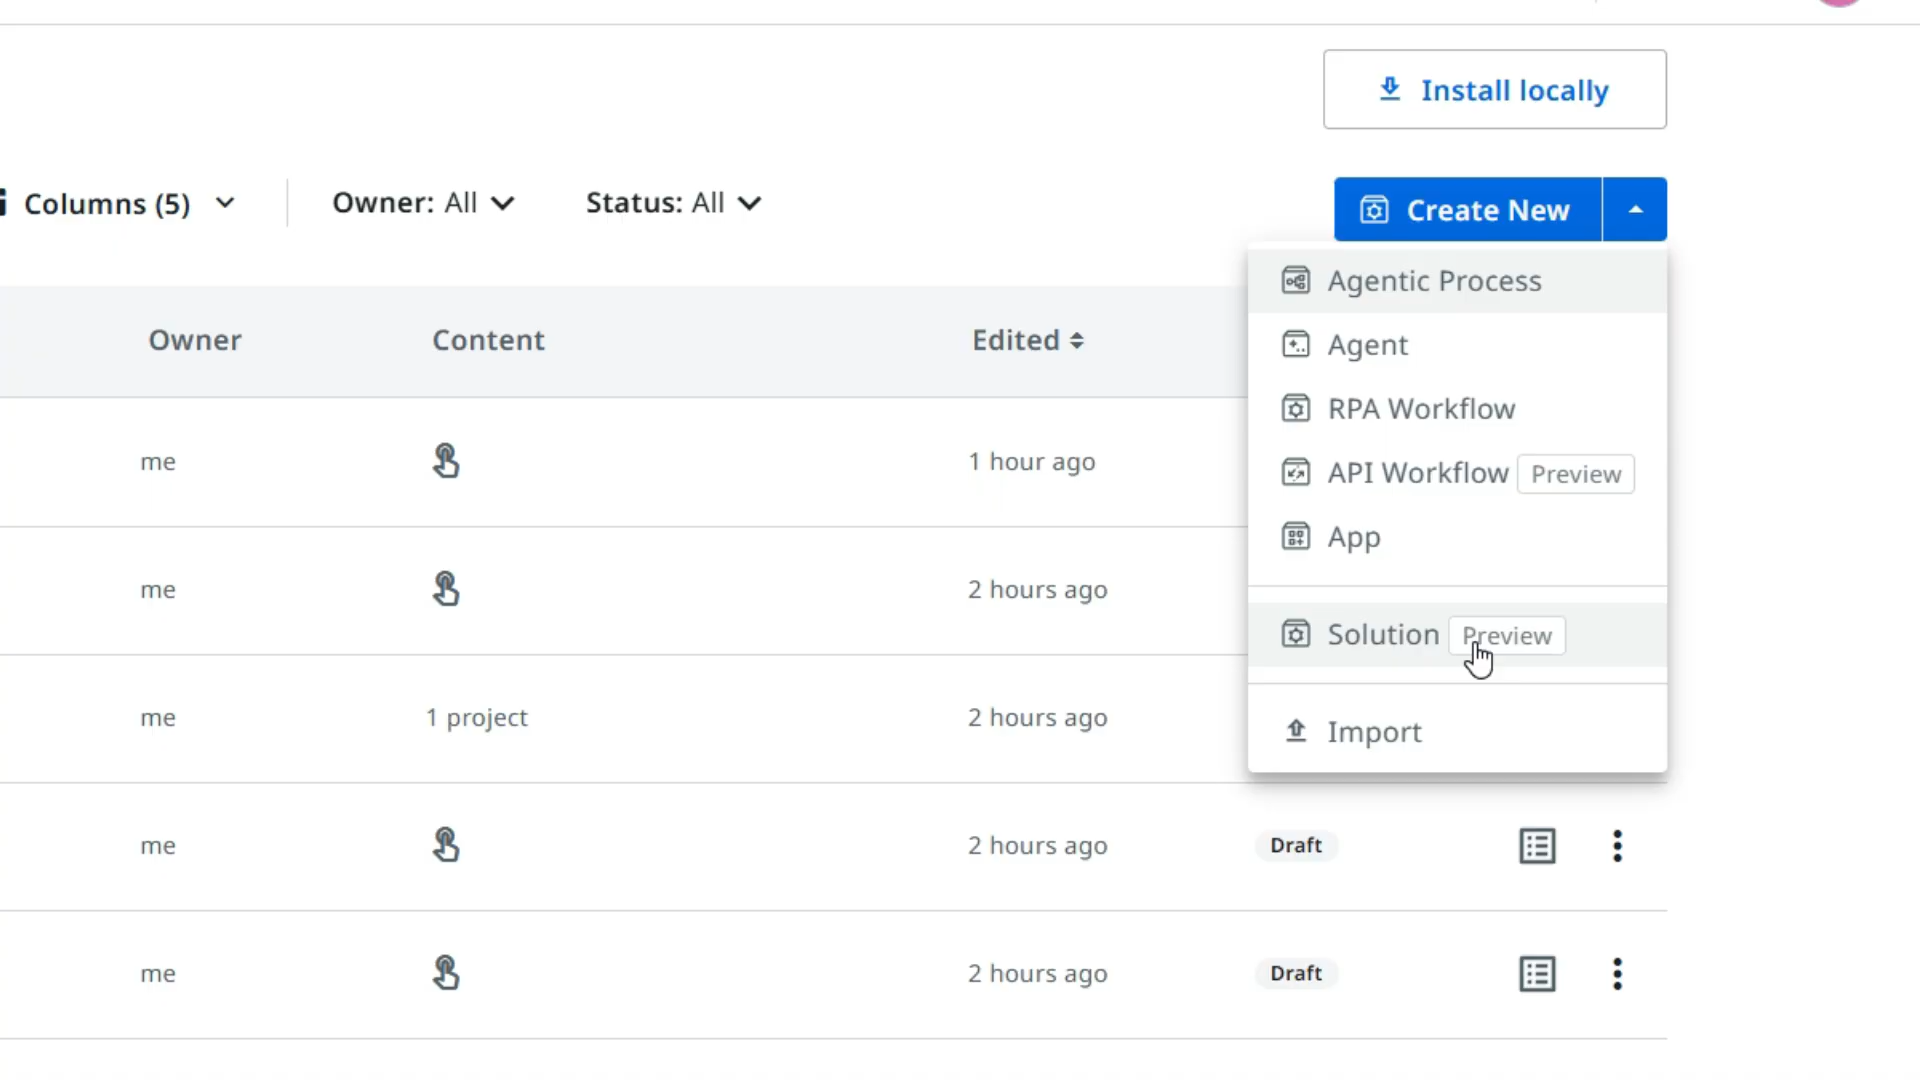 Install locally
Columns (5)
Owner: All
Status: All
Create New
Agentic Process
Agent
RPA Workflow
API Workflow Preview
App
Solution Preview
Import
Owner Content Edited
me 1 hour ago
me 2 hours ago
me 1 project 2 hours ago
me 2 hours ago Draft
me 2 hours ago Draft